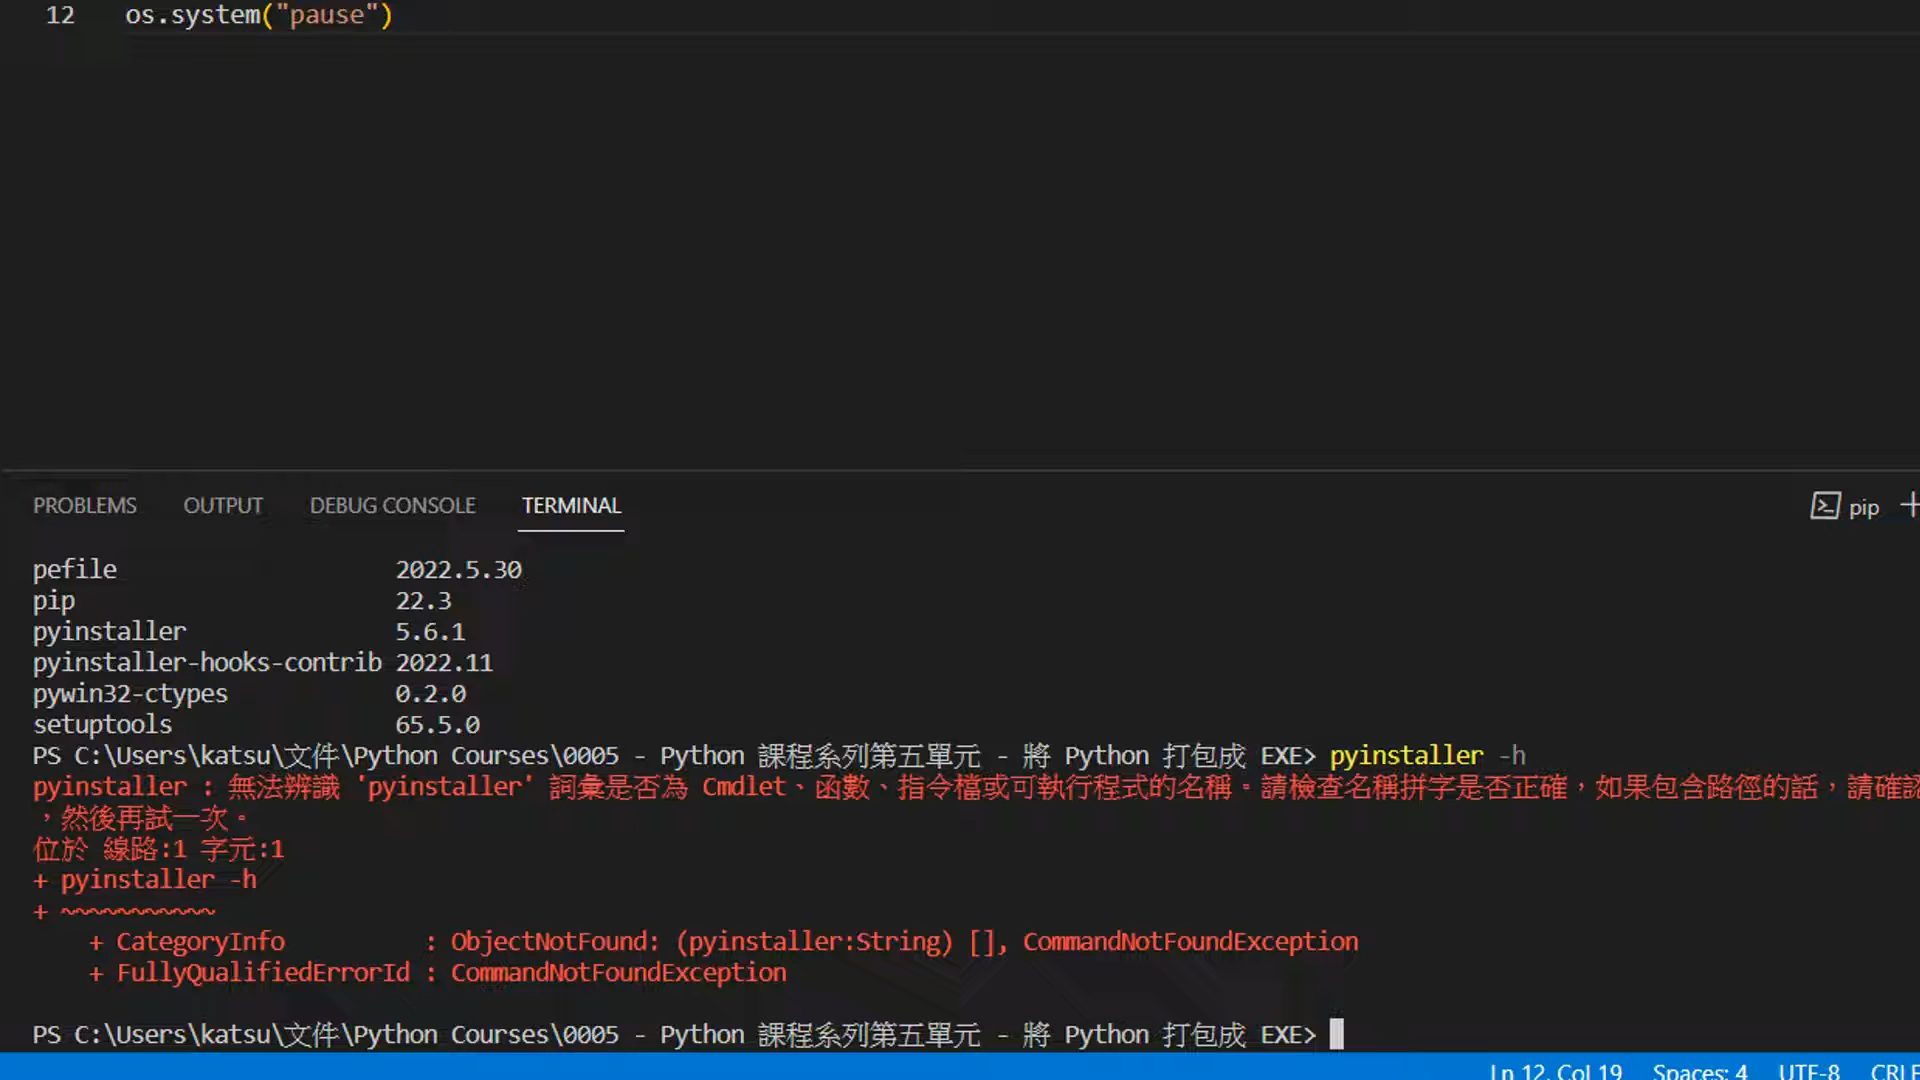 12 os.system("pause")
PROBLEMS OUTPUT DEBUG CONSOLE TERMINAL pip
pefile 2022.5.30
pip 22.3
pyinstaller 5.6.1
pyinstaller-hooks-contrib 2022.11
pywin32-ctypes 0.2.0
setuptools 65.5.0
PS C:\Users\katsu\文件\Python Courses\0005 - Python 課程系列第五單元 - 將 Python 打包成 EXE> pyinstaller -h
pyinstaller : 無法辨識 'pyinstaller' 詞彙是否為 Cmdlet、函數、指令檔或可執行程式的名稱。請檢查名稱拼字是否正確，如果包含路徑的話，請確認
，然後再試一次。
位於 線路:1 字元:1
+ pyinstaller -h
+ ~~~~~~~~~~~
+ CategoryInfo : ObjectNotFound: (pyinstaller:String) [], CommandNotFoundException
+ FullyQualifiedErrorId : CommandNotFoundException
PS C:\Users\katsu\文件\Python Courses\0005 - Python 課程系列第五單元 - 將 Python 打包成 EXE>
Ln 12, Col 19 Spaces: 4 UTF-8 CRLF